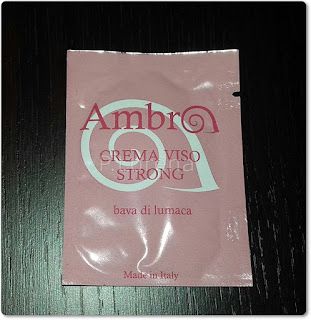 Ambra
CREMA VISO
STRONG
bava di lumaca
Made in Italy